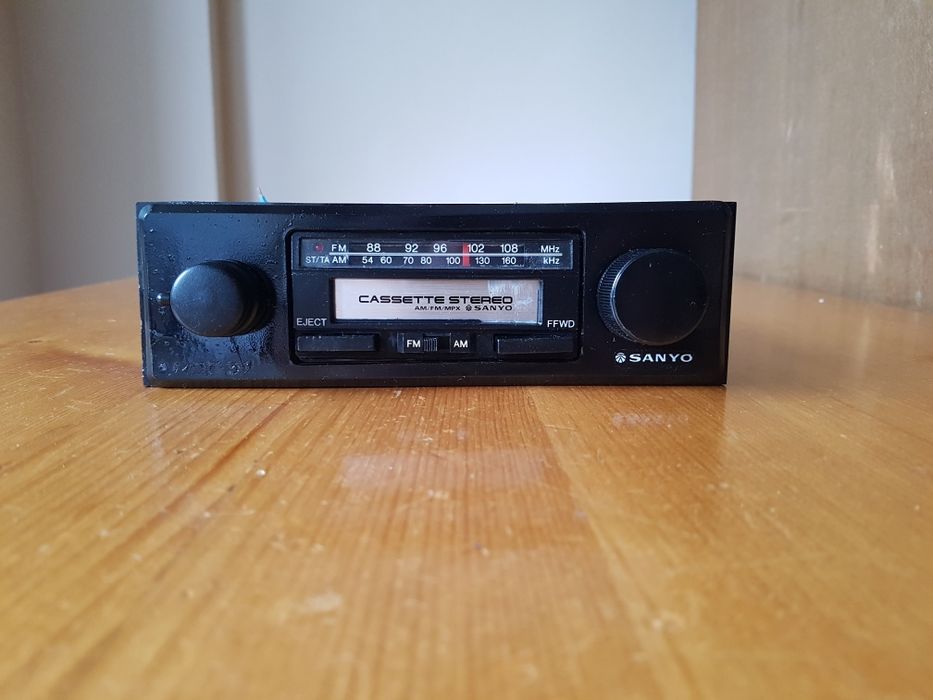 FM 88 92 96 102 108 MHz
ST/TA AM 54 60 70 80 100 130 160 kHz
CASSETTE STEREO
AM/FM/MPX SANYO
EJECT FFWD
FM AM
SANYO